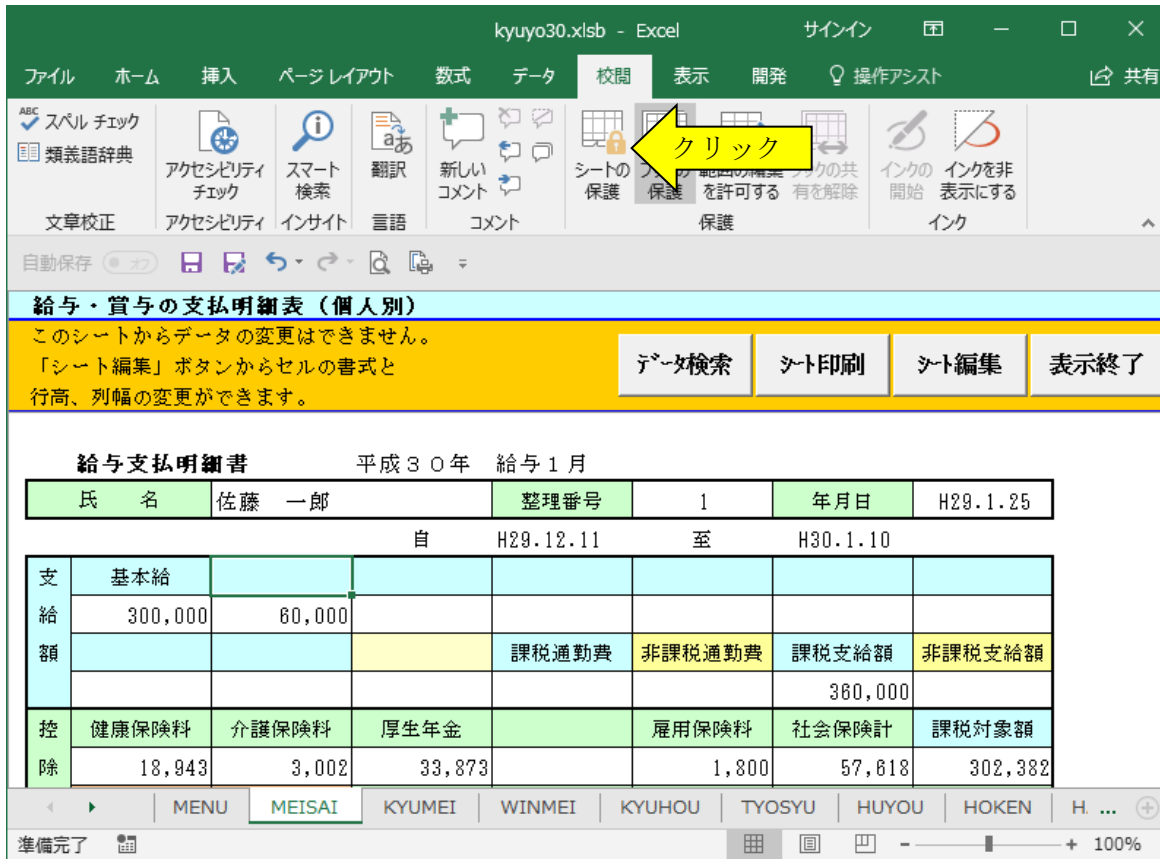 kyuyo30.xlsb - Excel サインイン
ファイル ホーム 挿入 ページ レイアウト 数式 データ 校閲 表示 開発 操作アシスト 共有
ABC スペル チェック
類義語辞典
アクセシビリティ チェック
スマート 検索
翻訳
新しい コメント
シートの 保護
クリック
保護
範囲の編集 を許可する
ブックの共 有を解除
インクの 開始
インクを非 表示にする
文章校正 アクセシビリティ インサイト 言語 コメント 保護 インク
自動保存 オフ
給与・賞与の支払明細表（個人別）
このシートからデータの変更はできません。
「シート編集」ボタンからセルの書式と
行高、列幅の変更ができます。
ﾃﾞｰﾀ検索 ｼｰﾄ印刷 ｼｰﾄ編集 表示終了
給与支払明細書 平成３０年 給与１月
氏 名 佐藤 一郎 整理番号 1 年月日 H29.1.25
自 H29.12.11 至 H30.1.10
支 基本給
給 300,000 60,000
額 課税通勤費 非課税通勤費 課税支給額 非課税支給額
360,000
控 健康保険料 介護保険料 厚生年金 雇用保険料 社会保険計 課税対象額
除 18,943 3,002 33,873 1,800 57,618 302,382
MENU MEISAI KYUMEI WINMEI KYUHOU TYOSYU HUYOU HOKEN H. ...
準備完了 100%